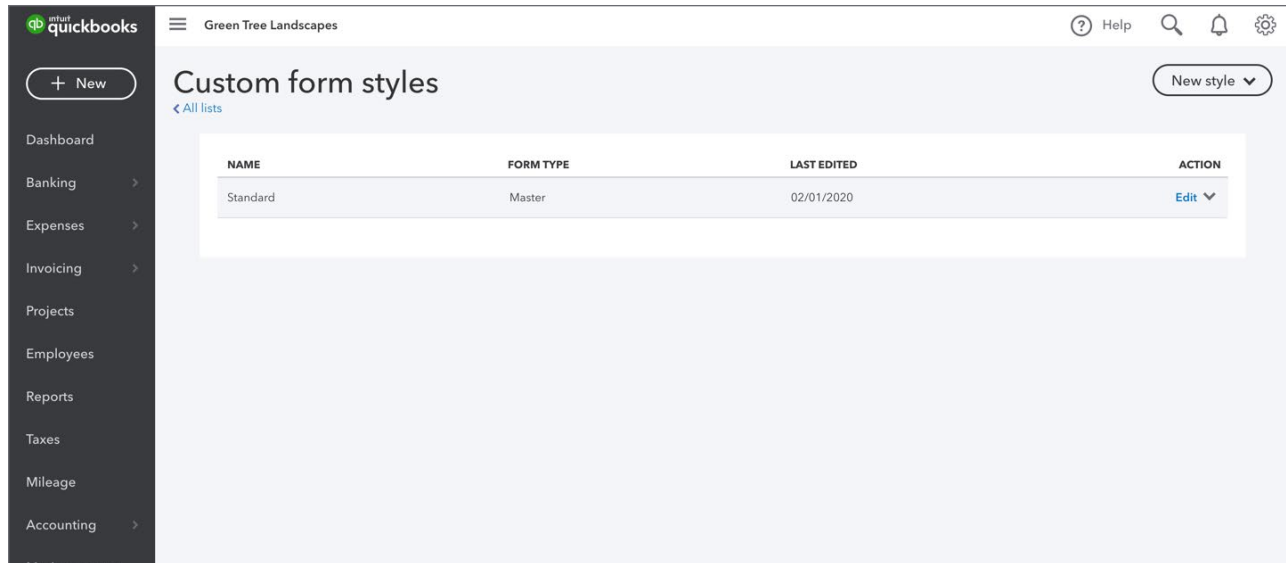 intuit
quickbooks
Green Tree Landscapes
Help
+ New
Custom form styles
New style
All lists
Dashboard
Banking
Expenses
Invoicing
Projects
Employees
Reports
Taxes
Mileage
Accounting
NAME FORM TYPE LAST EDITED ACTION
Standard Master 02/01/2020 Edit